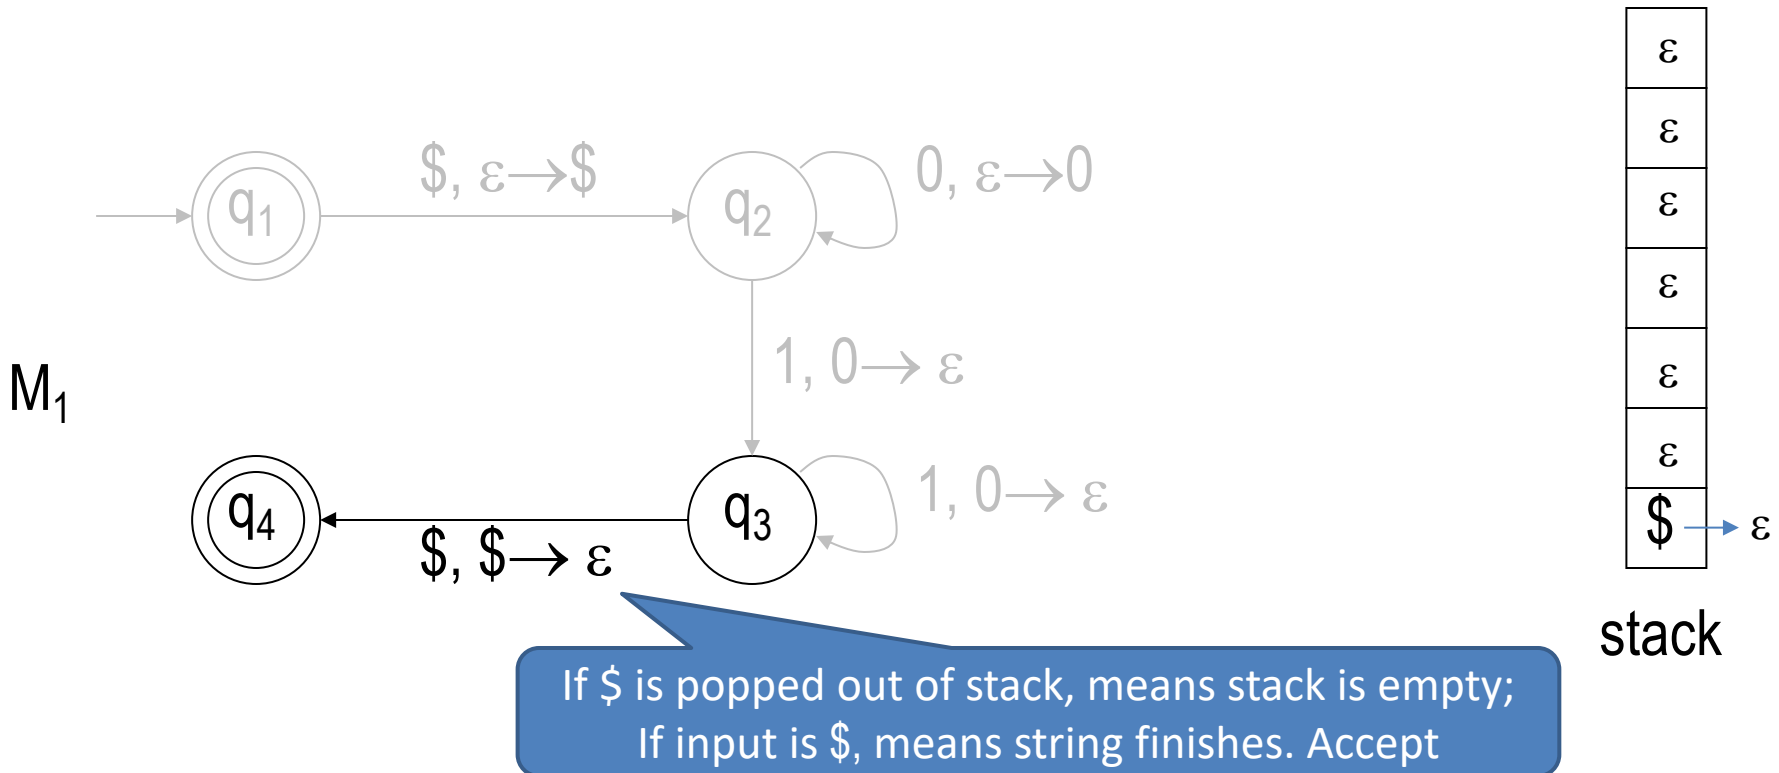 ε
ε
$, ε→$
0, ε→0
q₁
q₂
ε
ε
1, 0→ ε
ε
M₁
ε
1, 0→ ε
q₄
q₃
$ → ε
$, $→ ε
stack
If $ is popped out of stack, means stack is empty;
If input is $, means string finishes. Accept